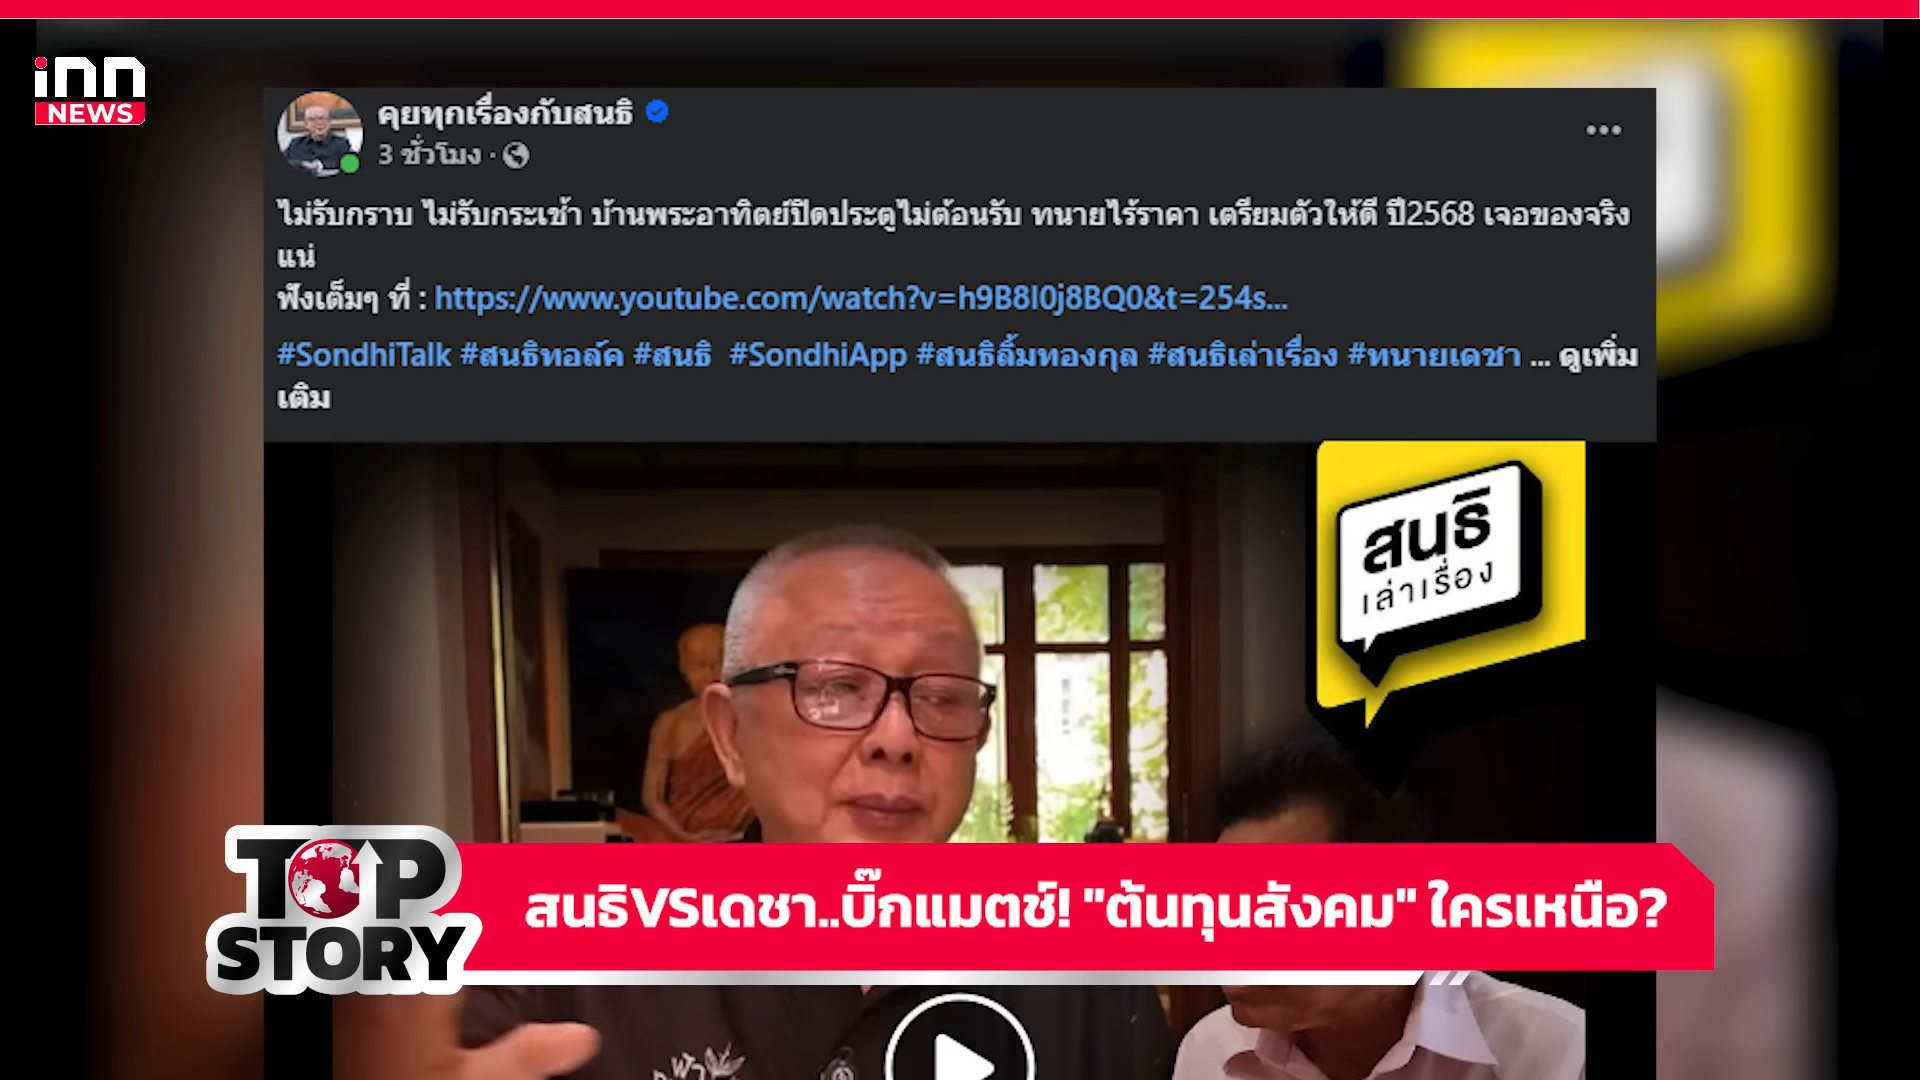 inn
NEWS
คุยทุกเรื่องกับสนธิ
3 ชั่วโมง ·
ไม่รับกราบ ไม่รับกระเช้า บ้านพระอาทิตย์ปิดประตูไม่ต้อนรับ ทนายไร้ราคา เตรียมตัวให้ดี ปี2568 เจอของจริง
แน่
ฟังเต็มๆ ที่ : https://www.youtube.com/watch?v=h9B8I0j8BQ0&t=254s...
#SondhiTalk #สนธิทอล์ค #สนธิ #SondhiApp #สนธิลิ้มทองกุล #สนธิเล่าเรื่อง #ทนายเดชา ... ดูเพิ่ม
เติม
สนธิ
เล่าเรื่อง
TOP
STORY
สนธิVSเดชา..บิ๊กแมตช์! "ต้นทุนสังคม" ใครเหนือ?